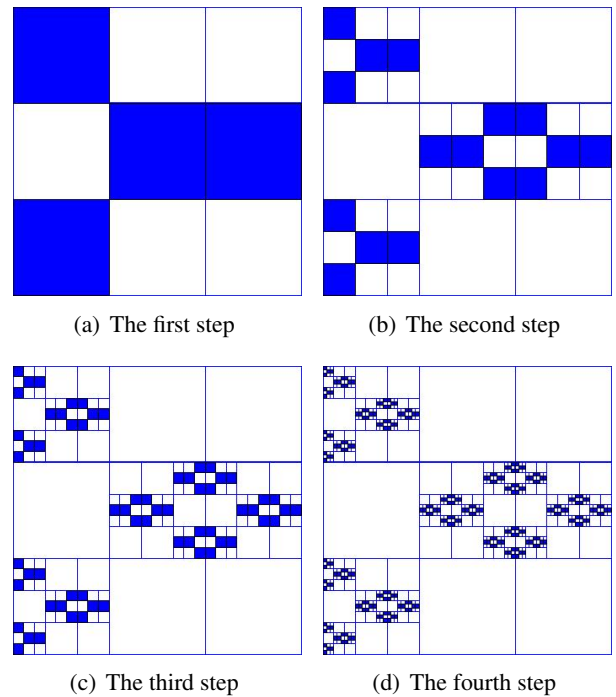 (a) The first step
(b) The second step
(c) The third step
(d) The fourth step